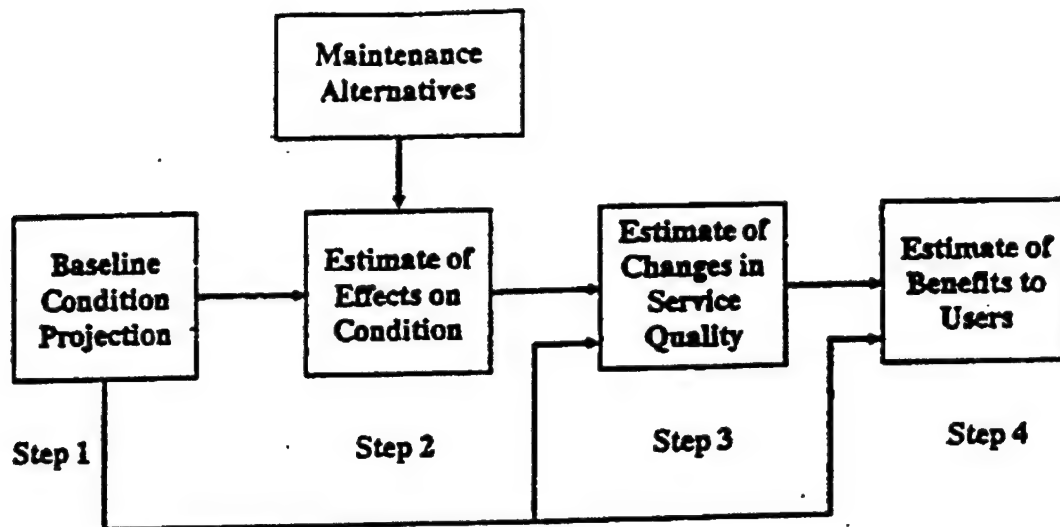 Maintenance
Alternatives
Baseline
Condition
Projection
Estimate of
Effects on
Condition
Estimate of
Changes in
Service
Quality
Estimate of
Benefits to
Users
Step 1
Step 2
Step 3
Step 4